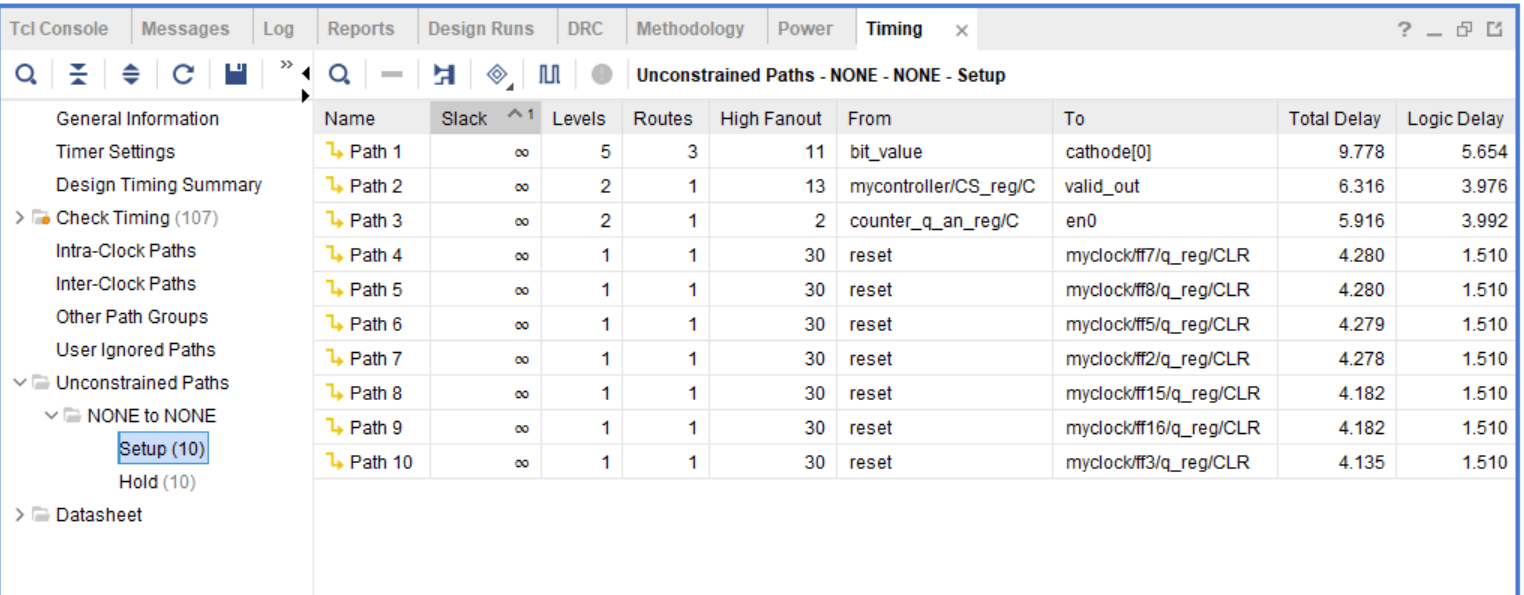 Tcl Console Messages Log Reports Design Runs DRC Methodology Power Timing × ? _
» Unconstrained Paths - NONE - NONE - Setup
General Information
Timer Settings
Design Timing Summary
Check Timing (107)
Intra-Clock Paths
Inter-Clock Paths
Other Path Groups
User Ignored Paths
Unconstrained Paths
NONE to NONE
Setup (10)
Hold (10)
Datasheet
Name Slack ^1 Levels Routes High Fanout From To Total Delay Logic Delay
Path 1 ∞ 5 3 11 bit_value cathode[0] 9.778 5.654
Path 2 ∞ 2 1 13 mycontroller/CS_reg/C valid_out 6.316 3.976
Path 3 ∞ 2 1 2 counter_q_an_reg/C en0 5.916 3.992
Path 4 ∞ 1 1 30 reset myclock/ff7/q_reg/CLR 4.280 1.510
Path 5 ∞ 1 1 30 reset myclock/ff8/q_reg/CLR 4.280 1.510
Path 6 ∞ 1 1 30 reset myclock/ff5/q_reg/CLR 4.279 1.510
Path 7 ∞ 1 1 30 reset myclock/ff2/q_reg/CLR 4.278 1.510
Path 8 ∞ 1 1 30 reset myclock/ff15/q_reg/CLR 4.182 1.510
Path 9 ∞ 1 1 30 reset myclock/ff16/q_reg/CLR 4.182 1.510
Path 10 ∞ 1 1 30 reset myclock/ff3/q_reg/CLR 4.135 1.510